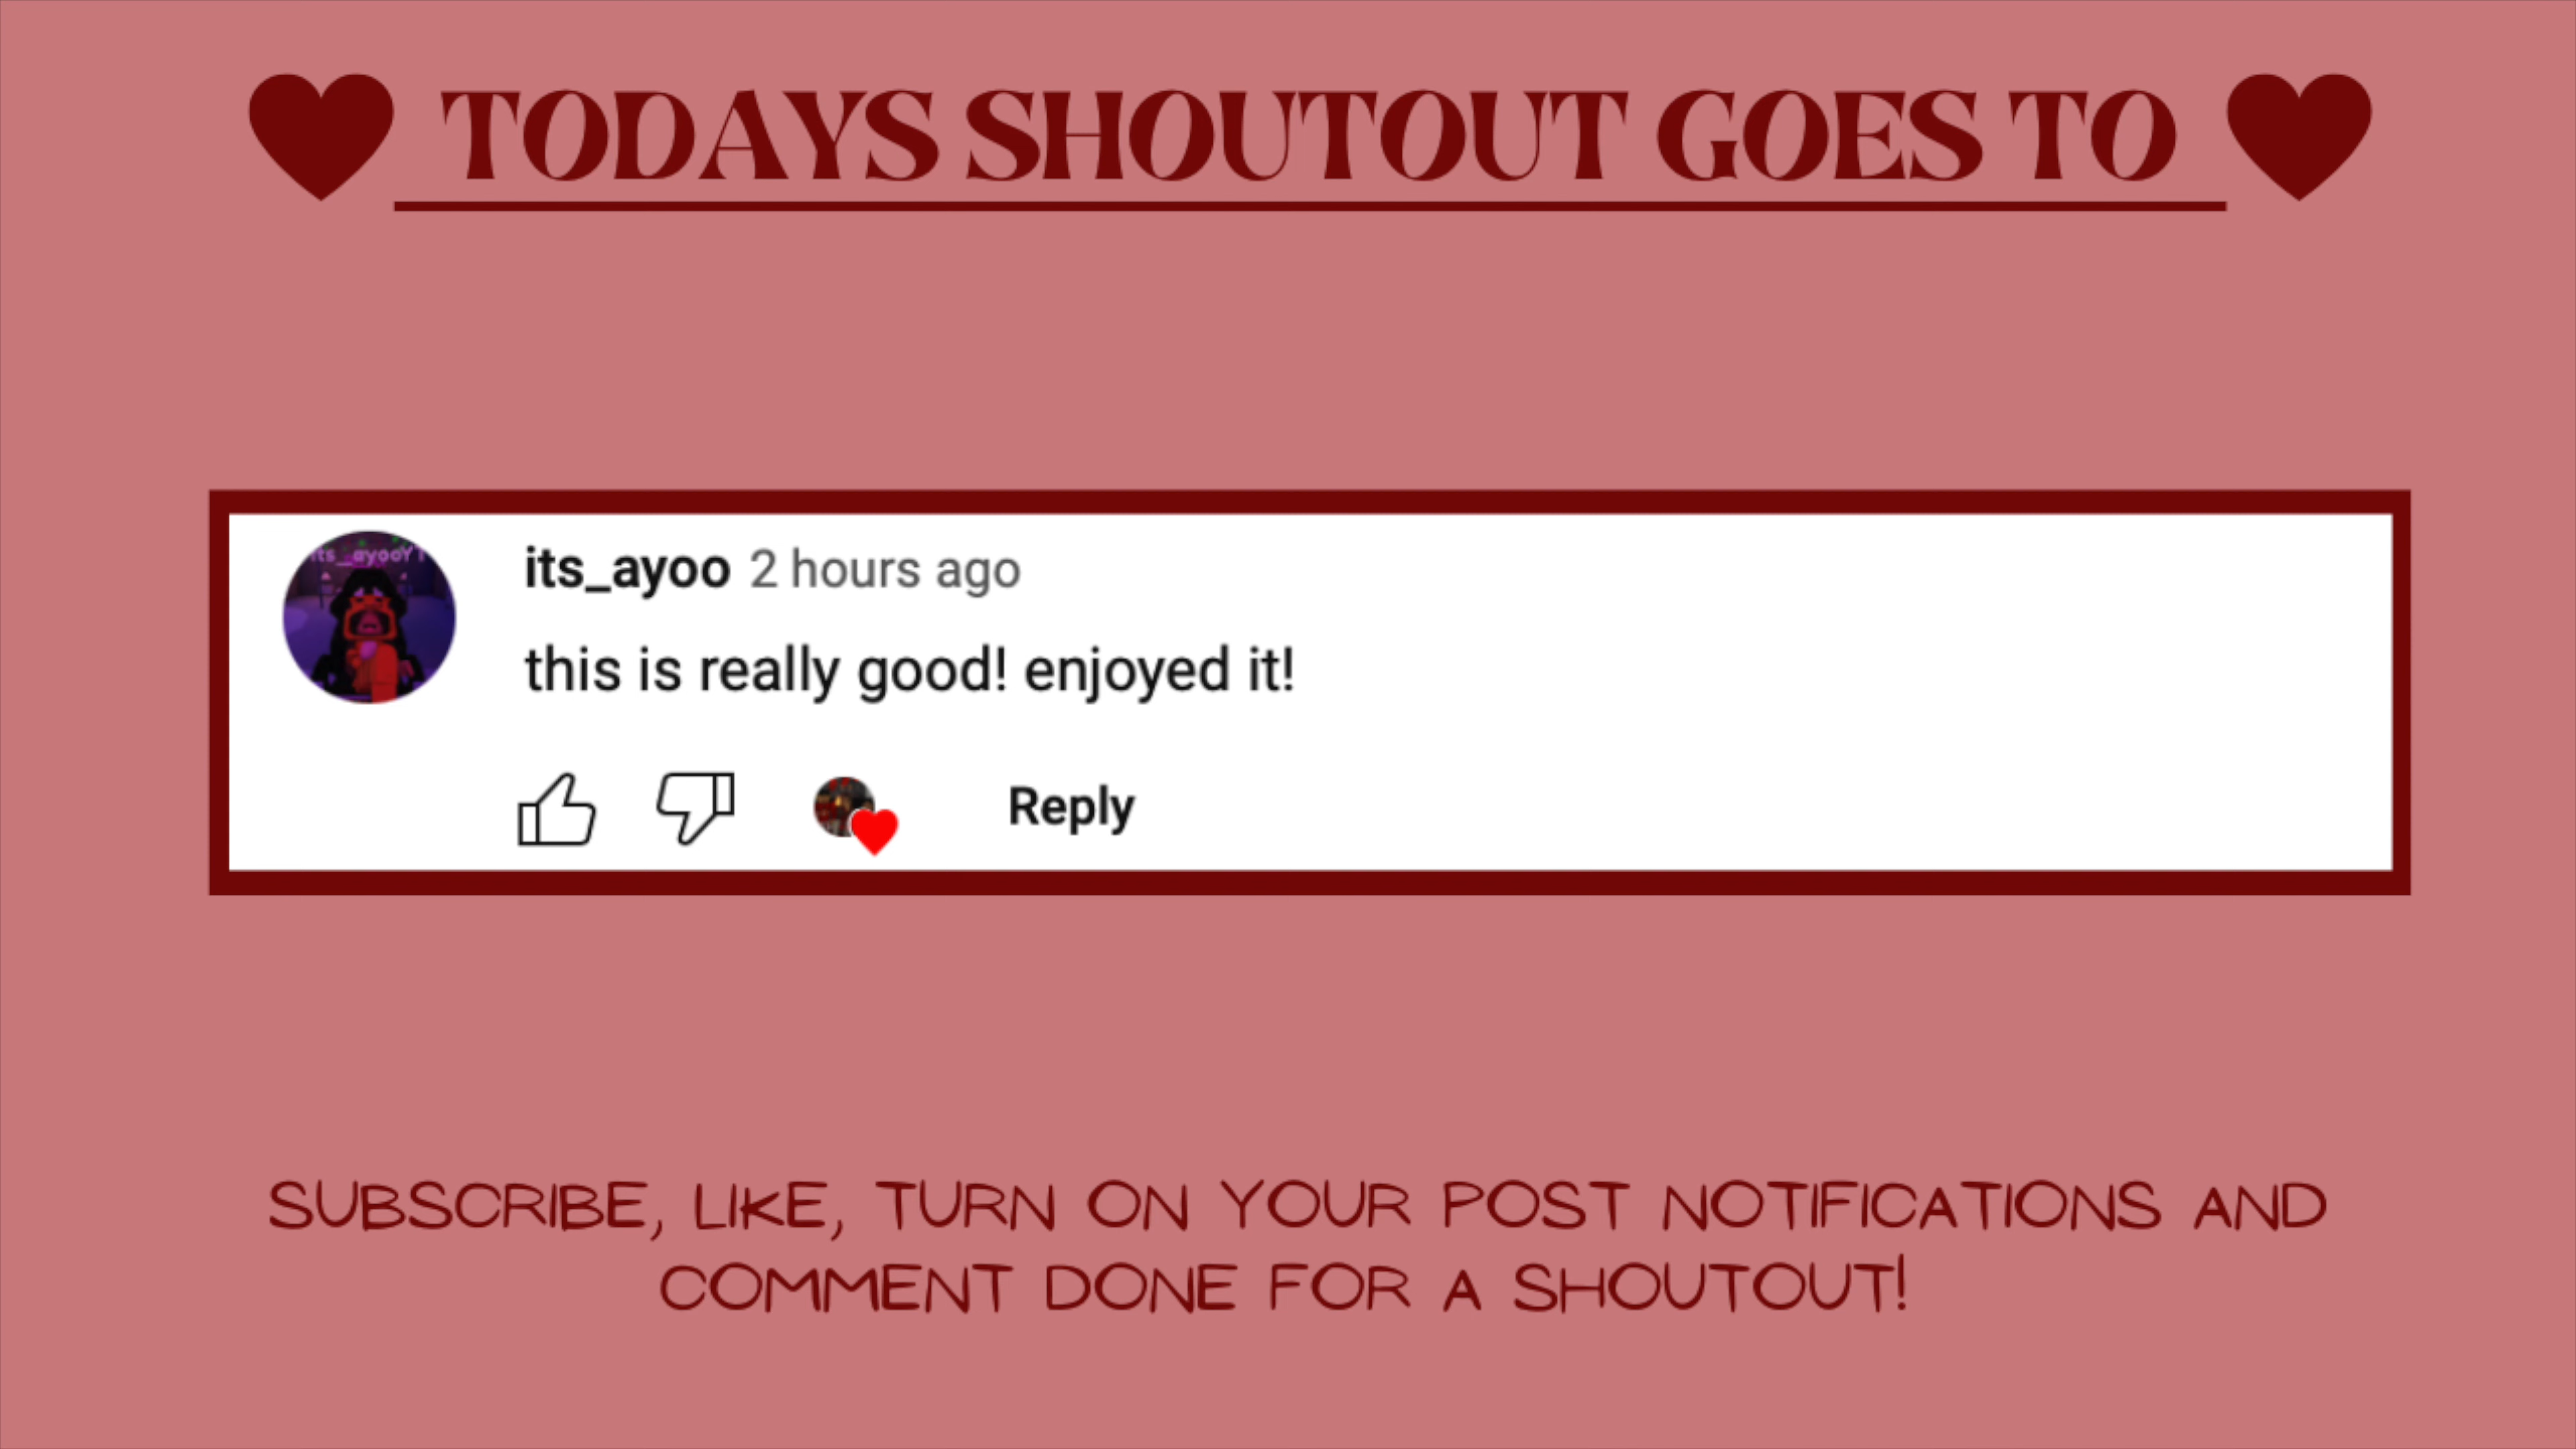 TODAYS SHOUTOUT GOES TO
its_ayooYT
its_ayoo 2 hours ago
this is really good! enjoyed it!
Reply
SUBSCRIBE, LIKE, TURN ON YOUR POST NOTIFICATIONS AND
COMMENT DONE FOR A SHOUTOUT!